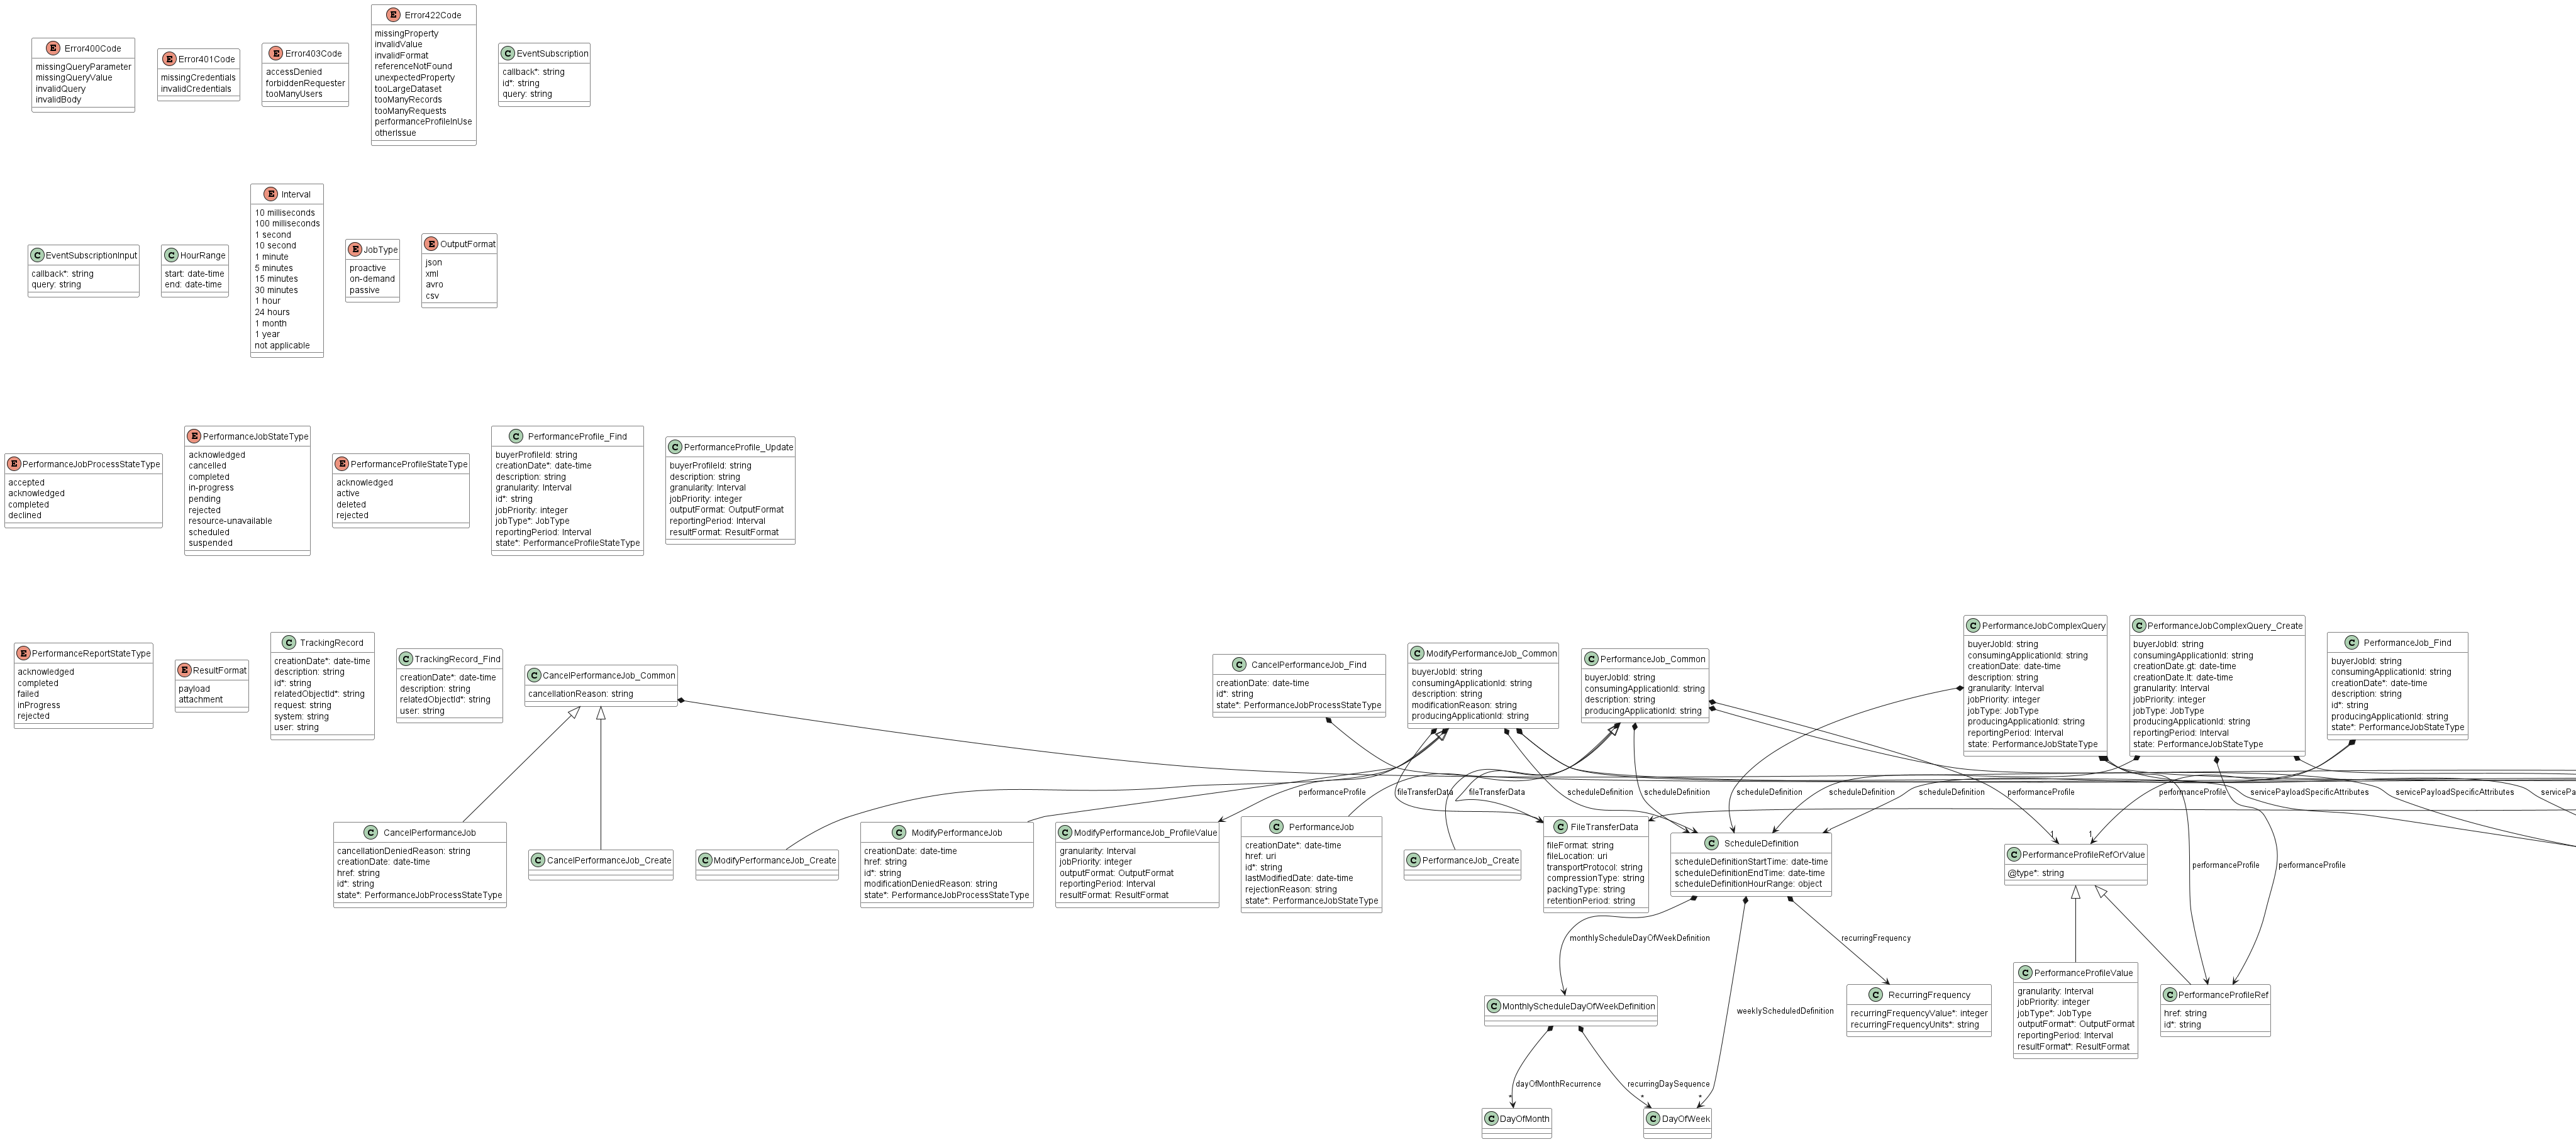 E Error400Code
missingQueryParameter
missingQueryValue
invalidQuery
invalidBody
E Error401Code
missingCredentials
invalidCredentials
E Error403Code
accessDenied
forbiddenRequester
tooManyUsers
E Error422Code
missingProperty
invalidValue
invalidFormat
referenceNotFound
unexpectedProperty
tooLargeDataset
tooManyRecords
tooManyRequests
performanceProfileInUse
otherIssue
C EventSubscription
callback*: string
id*: string
query: string
C EventSubscriptionInput
callback*: string
query: string
C HourRange
start: date-time
end: date-time
E Interval
10 milliseconds
100 milliseconds
1 second
10 second
1 minute
5 minutes
15 minutes
30 minutes
1 hour
24 hours
1 month
1 year
not applicable
E JobType
proactive
on-demand
passive
E OutputFormat
json
xml
avro
csv
E PerformanceJobProcessStateType
accepted
acknowledged
completed
declined
E PerformanceJobStateType
acknowledged
cancelled
completed
in-progress
pending
rejected
resource-unavailable
scheduled
suspended
E PerformanceProfileStateType
acknowledged
active
deleted
rejected
C PerformanceProfile_Find
buyerProfileId: string
creationDate*: date-time
description: string
granularity: Interval
id*: string
jobPriority: integer
jobType*: JobType
reportingPeriod: Interval
state*: PerformanceProfileStateType
C PerformanceProfile_Update
buyerProfileId: string
description: string
granularity: Interval
jobPriority: integer
outputFormat: OutputFormat
reportingPeriod: Interval
resultFormat: ResultFormat
E PerformanceReportStateType
acknowledged
completed
failed
inProgress
rejected
E ResultFormat
payload
attachment
C TrackingRecord
creationDate*: date-time
description: string
id*: string
relatedObjectId*: string
request: string
system: string
user: string
C TrackingRecord_Find
creationDate*: date-time
description: string
relatedObjectId*: string
user: string
C CancelPerformanceJob_Common
cancellationReason: string
C CancelPerformanceJob_Find
creationDate: date-time
id*: string
state*: PerformanceJobProcessStateType
C ModifyPerformanceJob_Common
buyerJobId: string
consumingApplicationId: string
description: string
modificationReason: string
producingApplicationId: string
C PerformanceJob_Common
buyerJobId: string
consumingApplicationId: string
description: string
producingApplicationId: string
C PerformanceJobComplexQuery
buyerJobId: string
consumingApplicationId: string
creationDate: date-time
description: string
granularity: Interval
jobPriority: integer
jobType: JobType
producingApplicationId: string
reportingPeriod: Interval
state: PerformanceJobStateType
C PerformanceJobComplexQuery_Create
buyerJobId: string
consumingApplicationId: string
creationDate.gt: date-time
creationDate.lt: date-time
granularity: Interval
jobPriority: integer
jobType: JobType
producingApplicationId: string
reportingPeriod: Interval
state: PerformanceJobStateType
C PerformanceJob_Find
buyerJobId: string
consumingApplicationId: string
creationDate*: date-time
description: string
id*: string
producingApplicationId: string
state*: PerformanceJobStateType
performanceProfile
fileTransferData
fileTransferData
scheduleDefinition
scheduleDefinition
scheduleDefinition
scheduleDefinition
scheduleDefinition
performanceProfile
performanceProfile
servicePayloadSpecificAttributes
servicePayloadSpecificAttributes
servicePa
1
1
C CancelPerformanceJob
cancellationDeniedReason: string
creationDate: date-time
href: string
id*: string
state*: PerformanceJobProcessStateType
C CancelPerformanceJob_Create
C ModifyPerformanceJob_Create
C ModifyPerformanceJob
creationDate: date-time
href: string
id*: string
modificationDeniedReason: string
state*: PerformanceJobProcessStateType
C ModifyPerformanceJob_ProfileValue
granularity: Interval
jobPriority: integer
outputFormat: OutputFormat
reportingPeriod: Interval
resultFormat: ResultFormat
C PerformanceJob
creationDate*: date-time
href: uri
id*: string
lastModifiedDate: date-time
rejectionReason: string
state*: PerformanceJobStateType
C PerformanceJob_Create
C FileTransferData
fileFormat: string
fileLocation: uri
transportProtocol: string
compressionType: string
packingType: string
retentionPeriod: string
C ScheduleDefinition
scheduleDefinitionStartTime: date-time
scheduleDefinitionEndTime: date-time
scheduleDefinitionHourRange: object
C PerformanceProfileRefOrValue
@type*: string
performanceProfile
performanceProfile
monthlyScheduleDayOfWeekDefinition
recurringFrequency
C MonthlyScheduleDayOfWeekDefinition
weeklyScheduledDefinition
C RecurringFrequency
recurringFrequencyValue*: integer
recurringFrequencyUnits*: string
C PerformanceProfileValue
granularity: Interval
jobPriority: integer
jobType*: JobType
outputFormat*: OutputFormat
reportingPeriod: Interval
resultFormat*: ResultFormat
C PerformanceProfileRef
href: string
id*: string
dayOfMonthRecurrence
recurringDaySequence
*
*
*
C DayOfMonth
C DayOfWeek